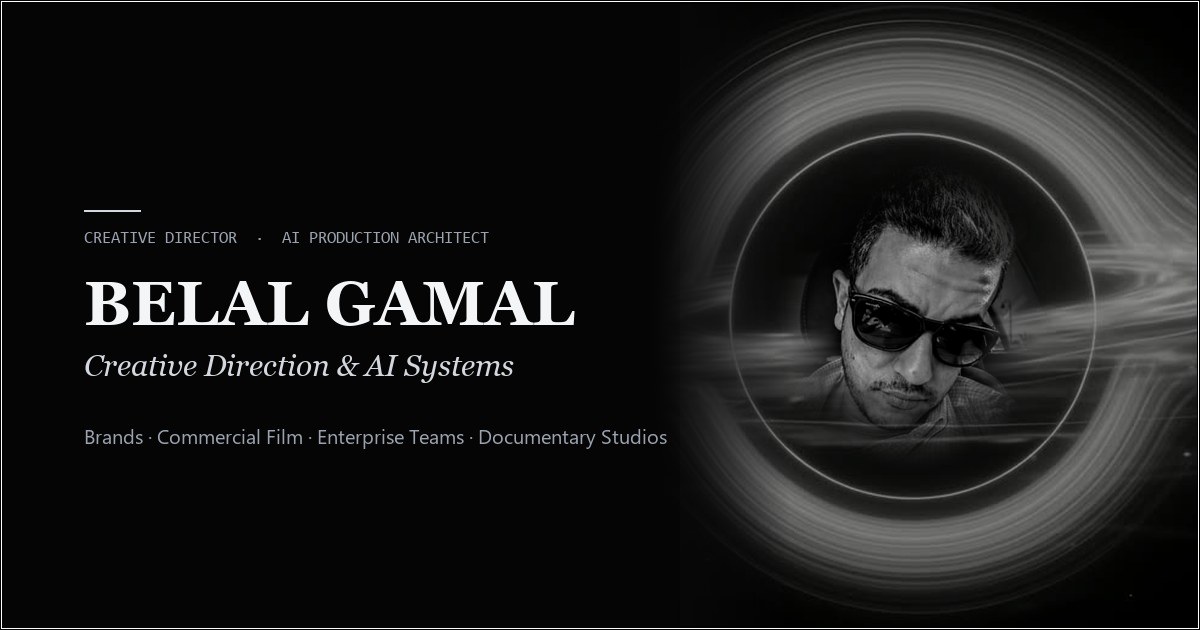 CREATIVE DIRECTOR · AI PRODUCTION ARCHITECT
BELAL GAMAL
Creative Direction & AI Systems
Brands · Commercial Film · Enterprise Teams · Documentary Studios